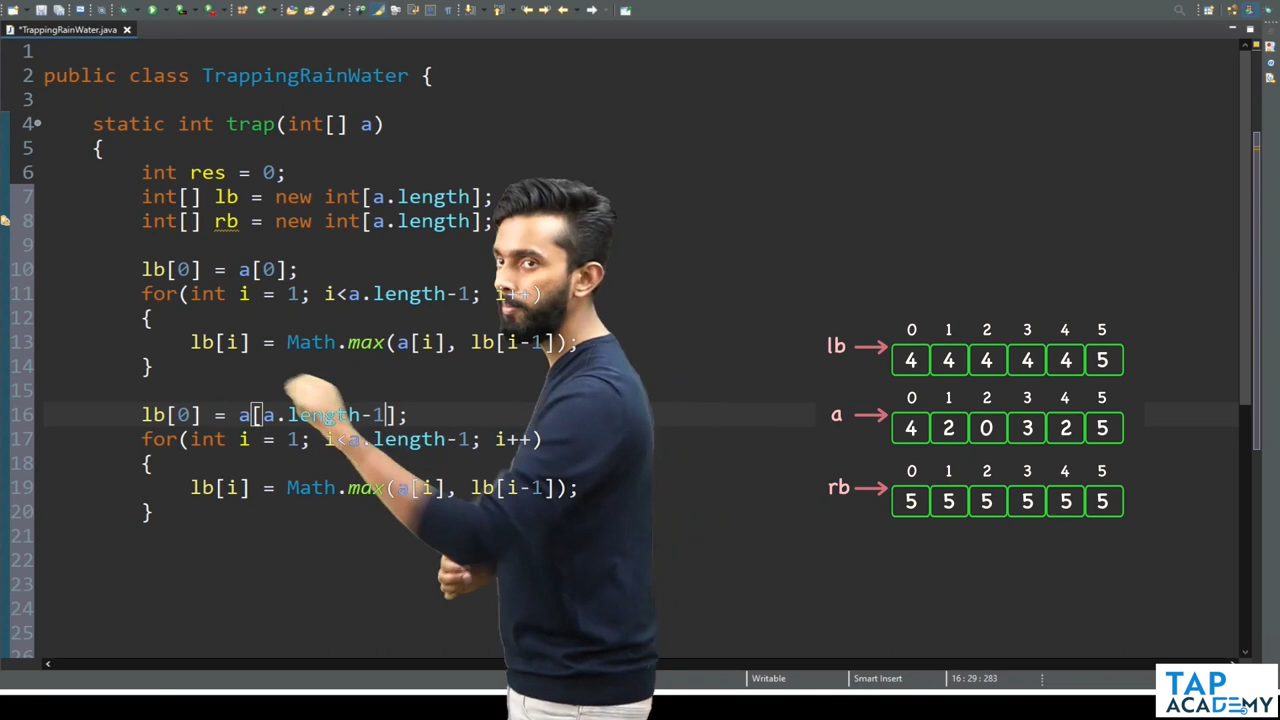 *TrappingRainWater.java
1
2 public class TrappingRainWater {
3
4 static int trap(int[] a)
5 {
6 int res = 0;
7 int[] lb = new int[a.length];
8 int[] rb = new int[a.length];
9
10 lb[0] = a[0];
11 for(int i = 1; i<a.length-1; i++)
12 {
13 lb[i] = Math.max(a[i], lb[i-1]);
14 }
15
16 lb[0] = a[a.length-1];
17 for(int i = 1; i<a.length-1; i++)
18 {
19 lb[i] = Math.max(a[i], lb[i-1]);
20 }
21
22
23
24
25
26
0 1 2 3 4 5
lb 4 4 4 4 4 5
0 1 2 3 4 5
a 4 2 0 3 2 5
0 1 2 3 4 5
rb 5 5 5 5 5 5
Writable Smart Insert 16 : 29 : 283
TAP
ACADEMY